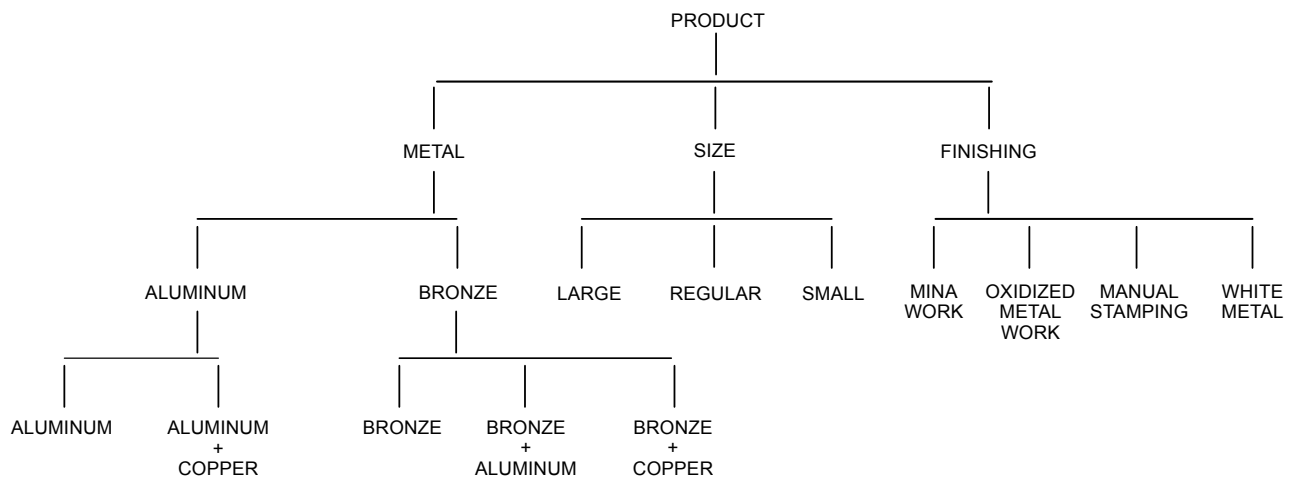 PRODUCT
METAL
SIZE
FINISHING
ALUMINUM
BRONZE
LARGE
REGULAR
SMALL
MINA
WORK
OXIDIZED
METAL
WORK
MANUAL
STAMPING
WHITE
METAL
ALUMINUM
ALUMINUM
+
COPPER
BRONZE
BRONZE
+
ALUMINUM
BRONZE
+
COPPER